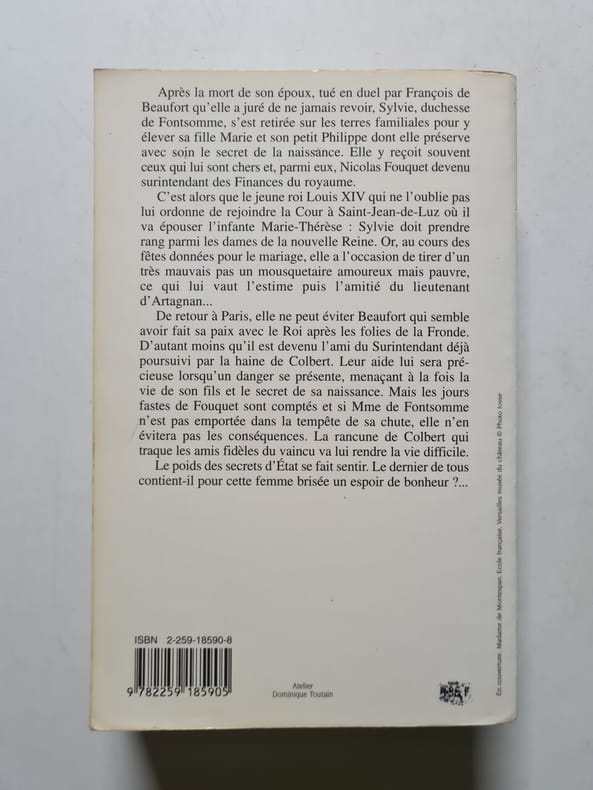 Après la mort de son époux, tué en duel par François de
Beaufort qu'elle a juré de ne jamais revoir, Sylvie, duchesse
de Fontsomme, s'est retirée sur les terres familiales pour y
élever sa fille Marie et son petit Philippe dont elle préserve
avec soin le secret de la naissance. Elle y reçoit souvent
ceux qui lui sont chers et, parmi eux, Nicolas Fouquet devenu
surintendant des Finances du royaume.
C'est alors que le jeune roi Louis XIV qui ne l'oublie pas
lui ordonne de rejoindre la Cour à Saint-Jean-de-Luz où il
va épouser l'infante Marie-Thérèse : Sylvie doit prendre
rang parmi les dames de la nouvelle Reine. Or, au cours des
fêtes données pour le mariage, elle a l'occasion de tirer d'un
très mauvais pas un mousquetaire amoureux mais pauvre,
ce qui lui vaut l'estime puis l'amitié du lieutenant
d'Artagnan...
De retour à Paris, elle ne peut éviter Beaufort qui semble
avoir fait sa paix avec le Roi après les folies de la Fronde.
D'autant moins qu'il est devenu l'ami du Surintendant déjà
poursuivi par la haine de Colbert. Leur aide lui sera pré-
cieuse lorsqu'un danger se présente, menaçant à la fois la
vie de son fils et le secret de sa naissance. Mais les jours
fastes de Fouquet sont comptés et si Mme de Fontsomme
n'est pas emportée dans la tempête de sa chute, elle n'en
évitera pas les conséquences. La rancune de Colbert qui
traque les amis fidèles du vaincu va lui rendre la vie difficile.
Le poids des secrets d'État se fait sentir. Le dernier de tous
contient-il pour cette femme brisée un espoir de bonheur ?...
ISBN 2-259-18590-8
9 782259 185905
Atelier
Dominique Toutain
En couverture: Madame de Montespan. Ecole française. Versailles musée du château © Photo Josse